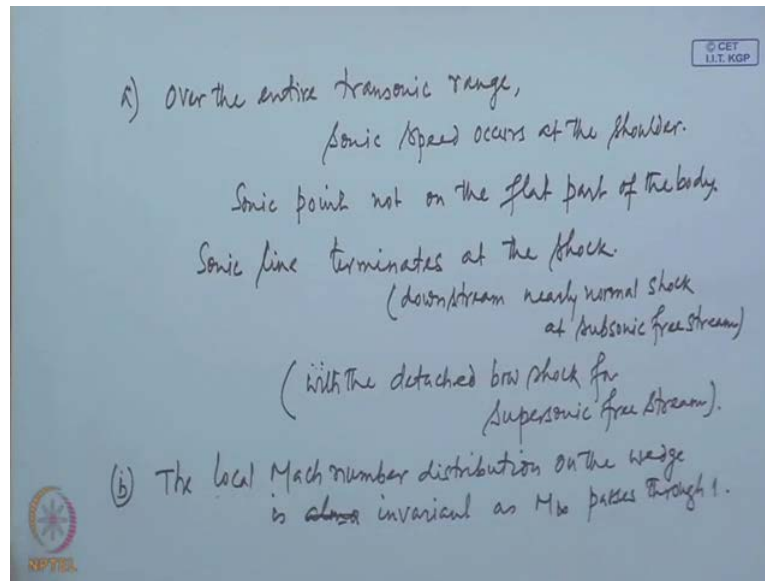 © CET
I.I.T. KGP
a) Over the entire transonic range,
sonic speed occurs at the shoulder.
Sonic point not on the flat part of the body.
Sonic line terminates at the shock.
(downstream nearly normal shock
at subsonic free stream)
(with the detached bow shock for
supersonic free stream).
(b) The local Mach number distribution on the wedge
is invariant as M∞ passes through 1.
NPTEL